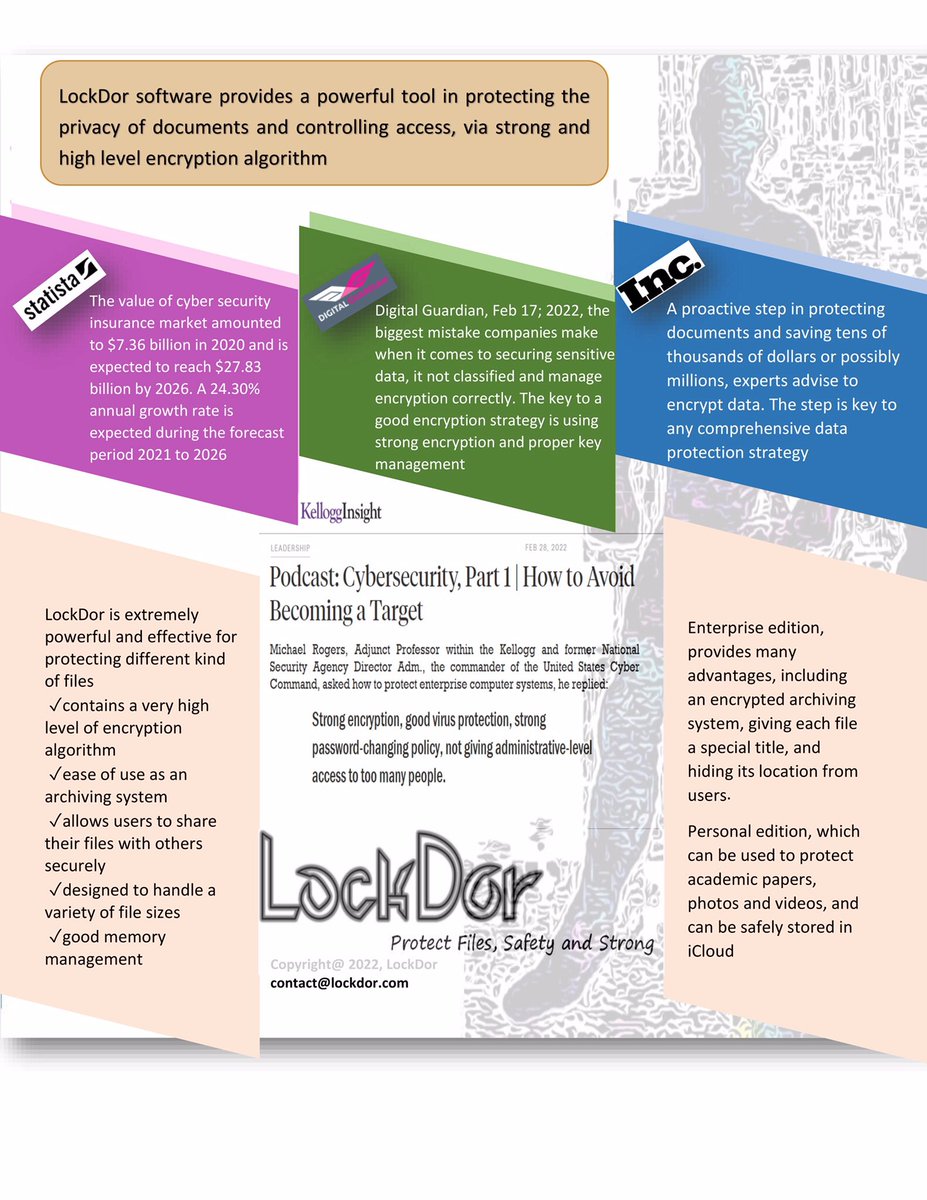 LockDor software provides a powerful tool in protecting the
privacy of documents and controlling access, via strong and
high level encryption algorithm
statista
The value of cyber security
insurance market amounted
to $7.36 billion in 2020 and is
expected to reach $27.83
billion by 2026. A 24.30%
annual growth rate is
expected during the forecast
period 2021 to 2026
DIGITAL
Digital Guardian, Feb 17; 2022, the
biggest mistake companies make
when it comes to securing sensitive
data, it not classified and manage
encryption correctly. The key to a
good encryption strategy is using
strong encryption and proper key
management
Inc.
A proactive step in protecting
documents and saving tens of
thousands of dollars or possibly
millions, experts advise to
encrypt data. The step is key to
any comprehensive data
protection strategy
LockDor is extremely
powerful and effective for
protecting different kind
of files
✓contains a very high
level of encryption
algorithm
✓ease of use as an
archiving system
✓allows users to share
their files with others
securely
✓designed to handle a
variety of file sizes
✓good memory
management
KelloggInsight
LEADERSHIP FEB 28, 2022
Podcast: Cybersecurity, Part 1 | How to Avoid
Becoming a Target
Michael Rogers, Adjunct Professor within the Kellogg and former National
Security Agency Director Adm., the commander of the United States Cyber
Command, asked how to protect enterprise computer systems, he replied:
Strong encryption, good virus protection, strong
password-changing policy, not giving administrative-level
access to too many people.
LockDor
Protect Files, Safety and Strong
Copyright@ 2022, LockDor
contact@lockdor.com
Enterprise edition,
provides many
advantages, including
an encrypted archiving
system, giving each file
a special title, and
hiding its location from
users.
Personal edition, which
can be used to protect
academic papers,
photos and videos, and
can be safely stored in
iCloud